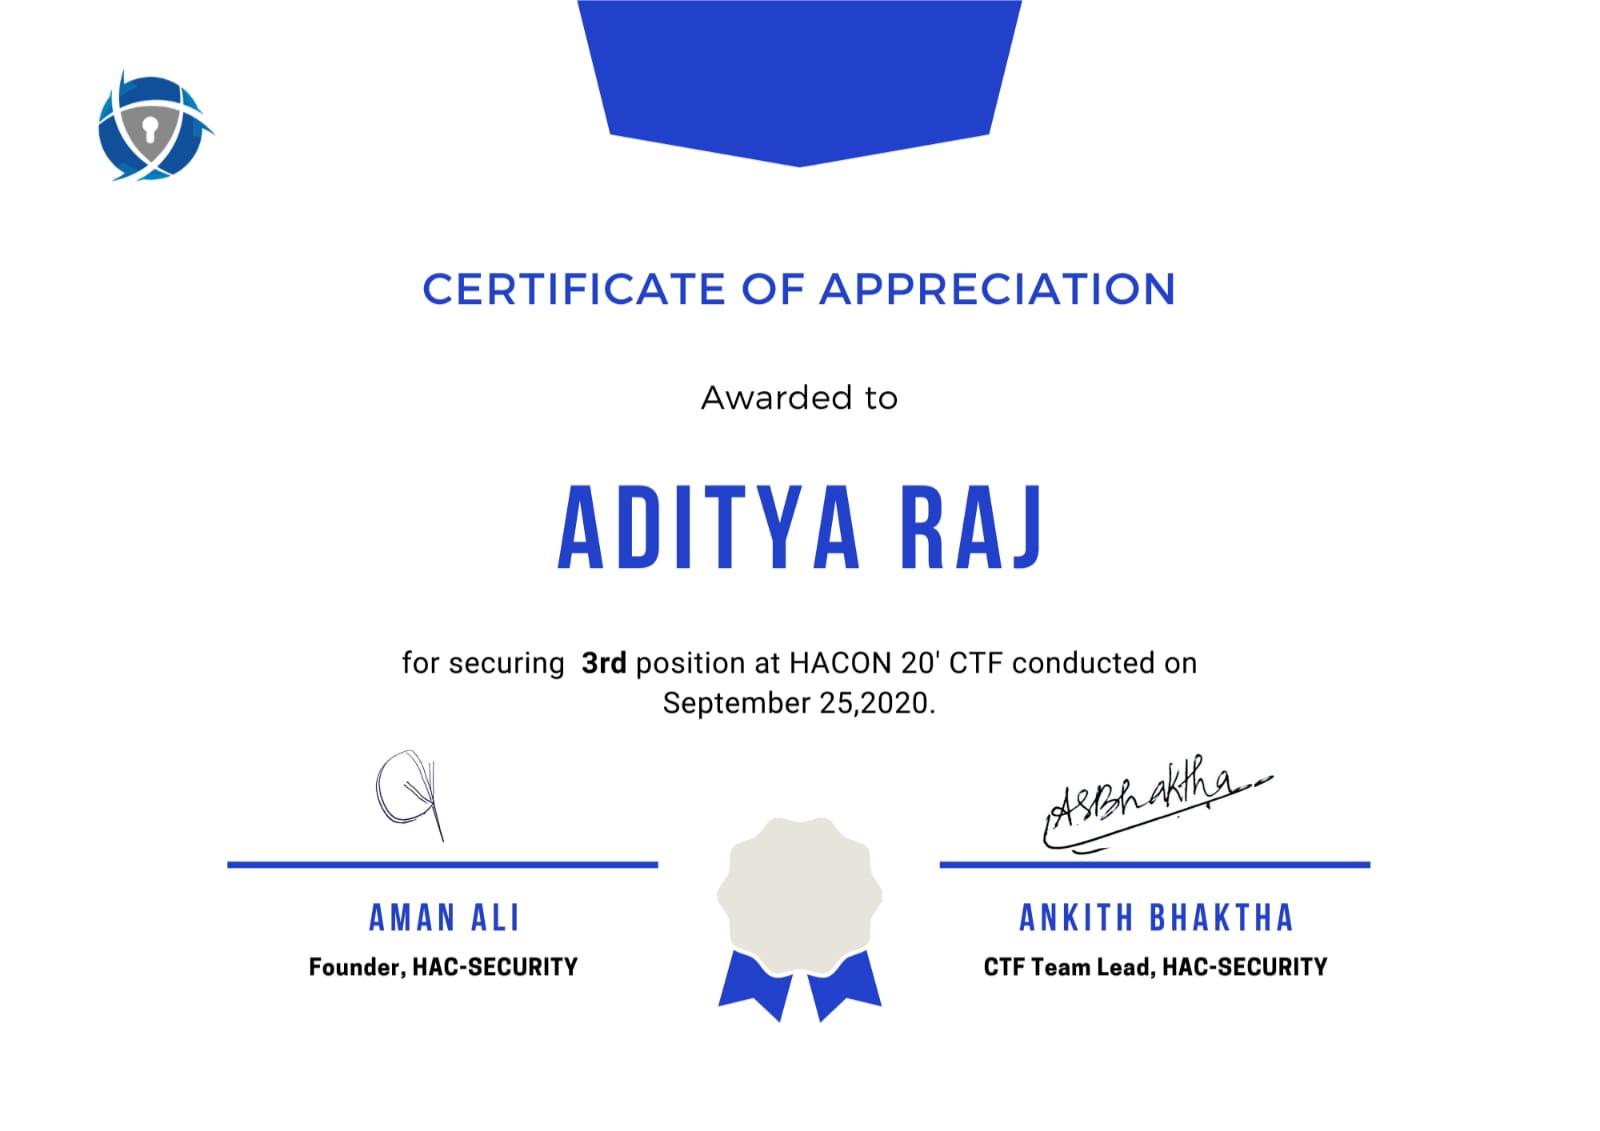 CERTIFICATE OF APPRECIATION
Awarded to
ADITYA RAJ
for securing 3rd position at HACON 20' CTF conducted on
September 25,2020.
ASBhaktha
AMAN ALI
Founder, HAC-SECURITY
ANKITH BHAKTHA
CTF Team Lead, HAC-SECURITY